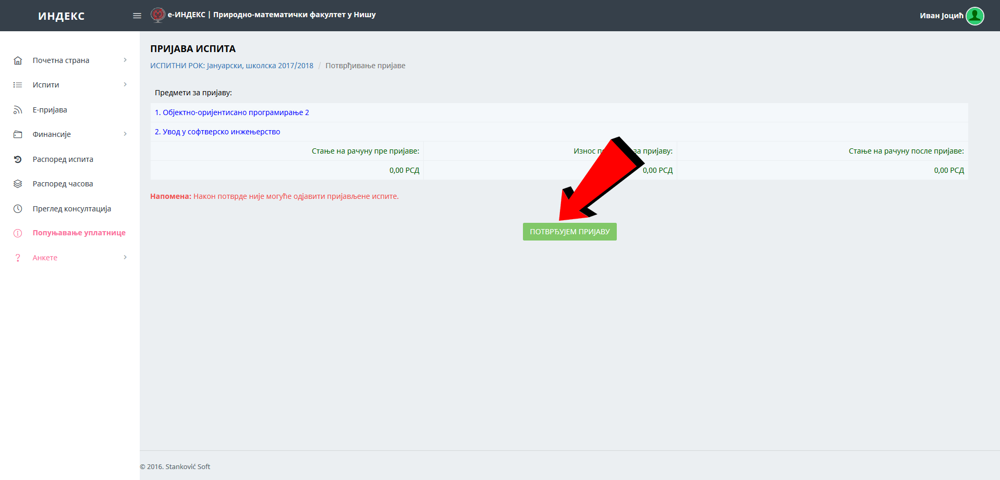 ИНДЕКС
е-ИНДЕКС | Природно-математички факултет у Нишу
Иван Јоцић
Почетна страна
Испити
Е-пријава
Финансије
Распоред испита
Распоред часова
Преглед консултација
Попуњавање уплатнице
Анкете
ПРИЈАВА ИСПИТА
ИСПИТНИ РОК: Јануарски, школска 2017/2018 / Потврђивање пријаве
Предмети за пријаву:
1. Објектно-оријентисано програмирање 2
2. Увод у софтверско инжењерство
Стање на рачуну пре пријаве: Износ за пријаву: Стање на рачуну после пријаве:
0,00 РСД 0,00 РСД 0,00 РСД
Напомена: Након потврде није могуће одјавити пријављене испите.
ПОТВРЂУЈЕМ ПРИЈАВУ
© 2016. Stanković Soft